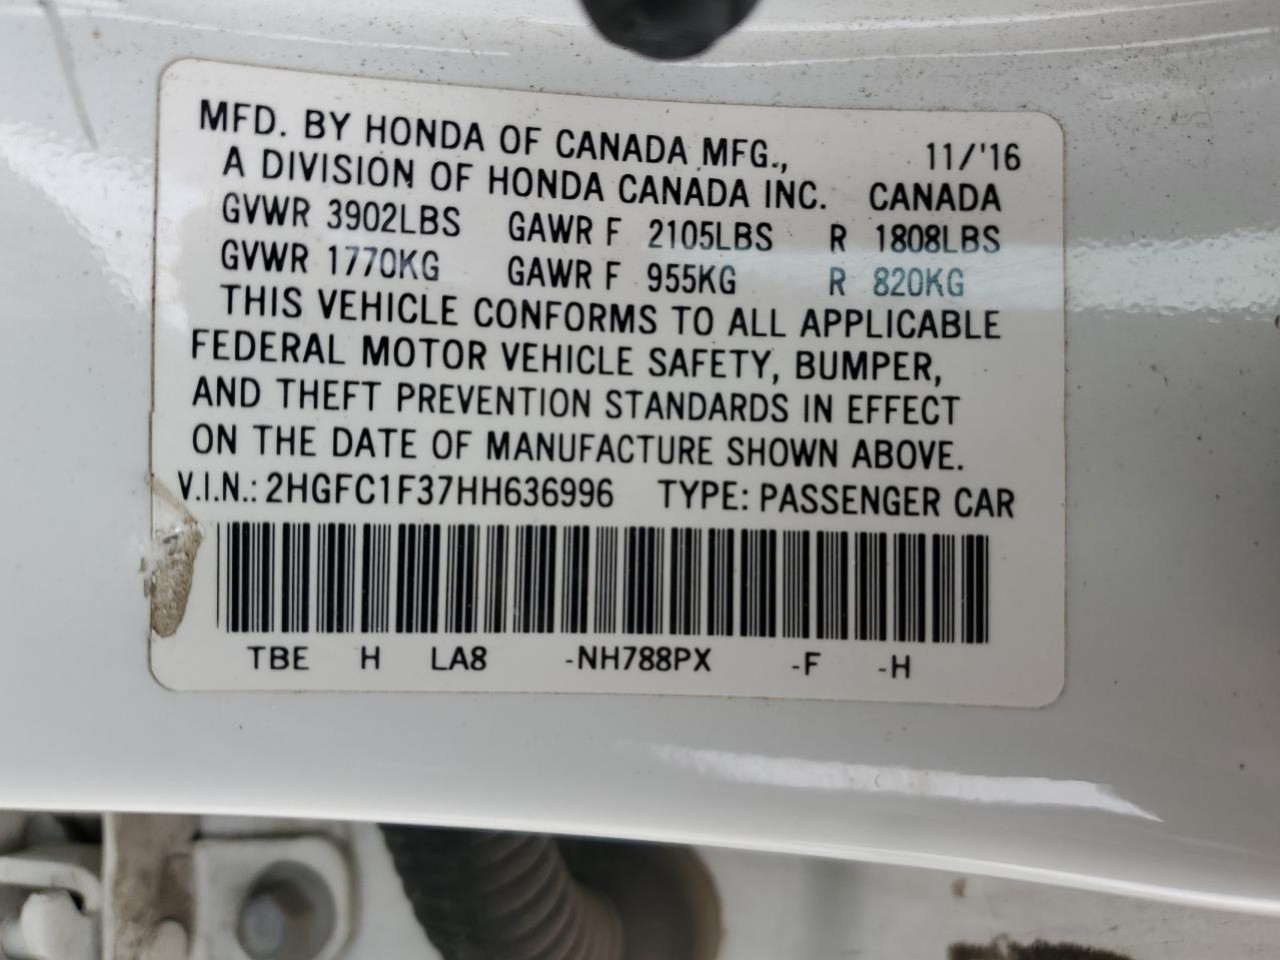 MFD. BY HONDA OF CANADA MFG., 11/'16
A DIVISION OF HONDA CANADA INC. CANADA
GVWR 3902LBS GAWR F 2105LBS R 1808LBS
GVWR 1770KG GAWR F 955KG R 820KG
THIS VEHICLE CONFORMS TO ALL APPLICABLE
FEDERAL MOTOR VEHICLE SAFETY, BUMPER,
AND THEFT PREVENTION STANDARDS IN EFFECT
ON THE DATE OF MANUFACTURE SHOWN ABOVE.
V.I.N.: 2HGFC1F37HH636996 TYPE: PASSENGER CAR
TBE H LA8 -NH788PX -F -H